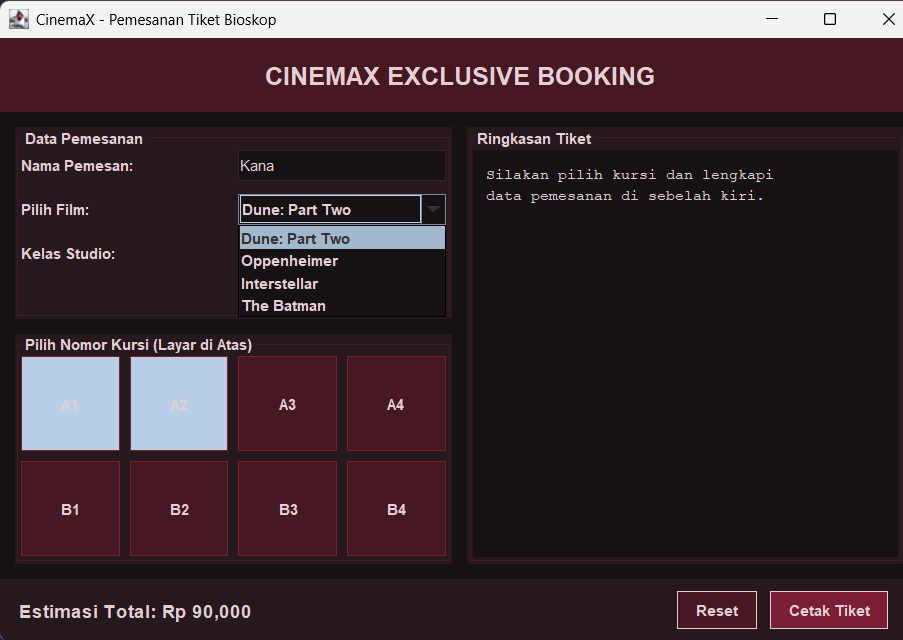 CinemaX - Pemesanan Tiket Bioskop
CINEMAX EXCLUSIVE BOOKING
Data Pemesanan
Nama Pemesan:
Kana
Pilih Film:
Dune: Part Two
Dune: Part Two
Oppenheimer
Interstellar
The Batman
Kelas Studio:
Pilih Nomor Kursi (Layar di Atas)
A1 A2 A3 A4
B1 B2 B3 B4
Ringkasan Tiket
Silakan pilih kursi dan lengkapi
data pemesanan di sebelah kiri.
Estimasi Total: Rp 90,000
Reset
Cetak Tiket